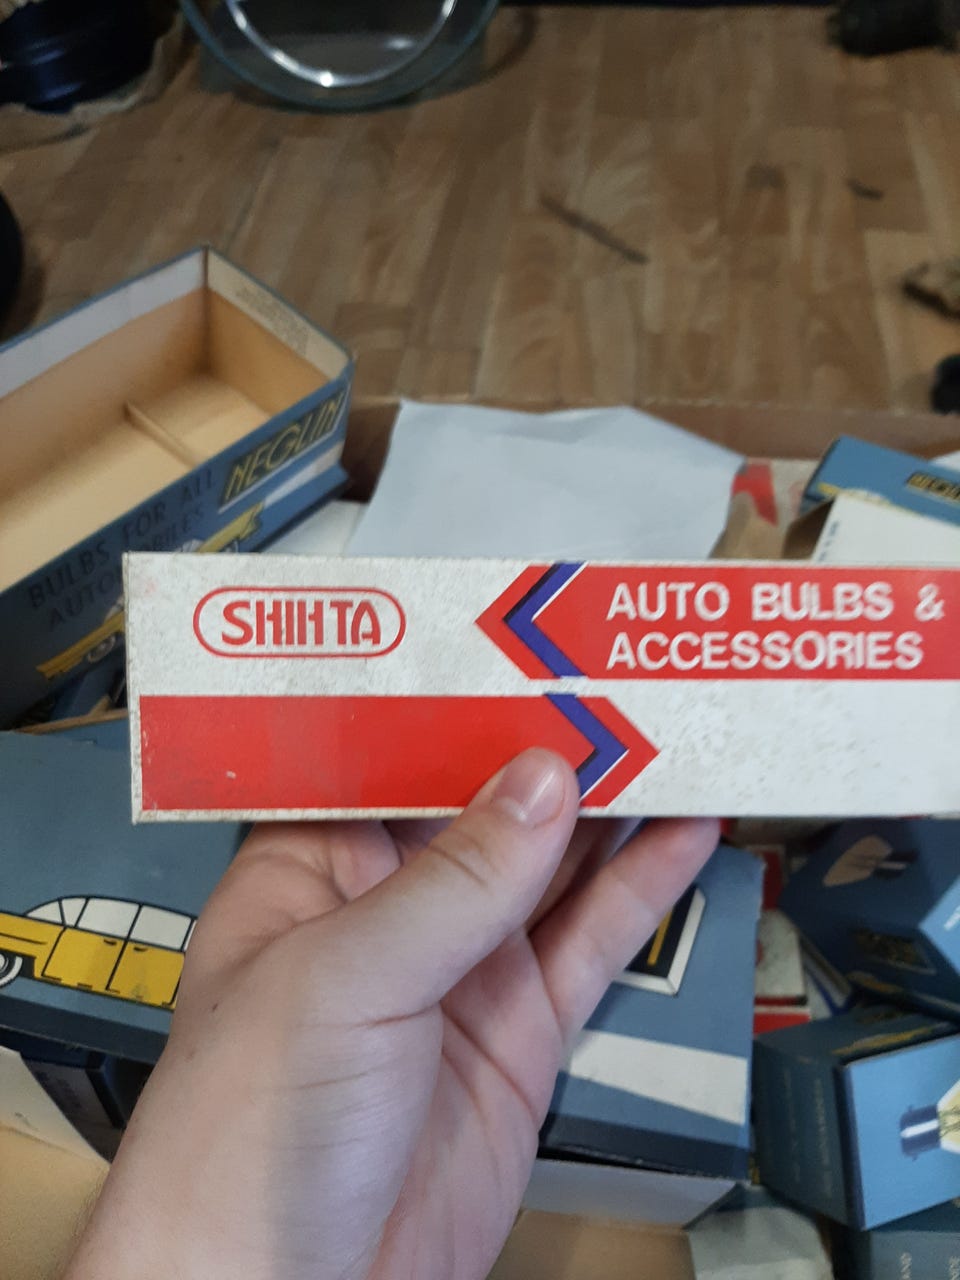 NEGLIN
BULBS FOR ALL
AUTOMOBILES
SHIHTA
AUTO BULBS &
ACCESSORIES